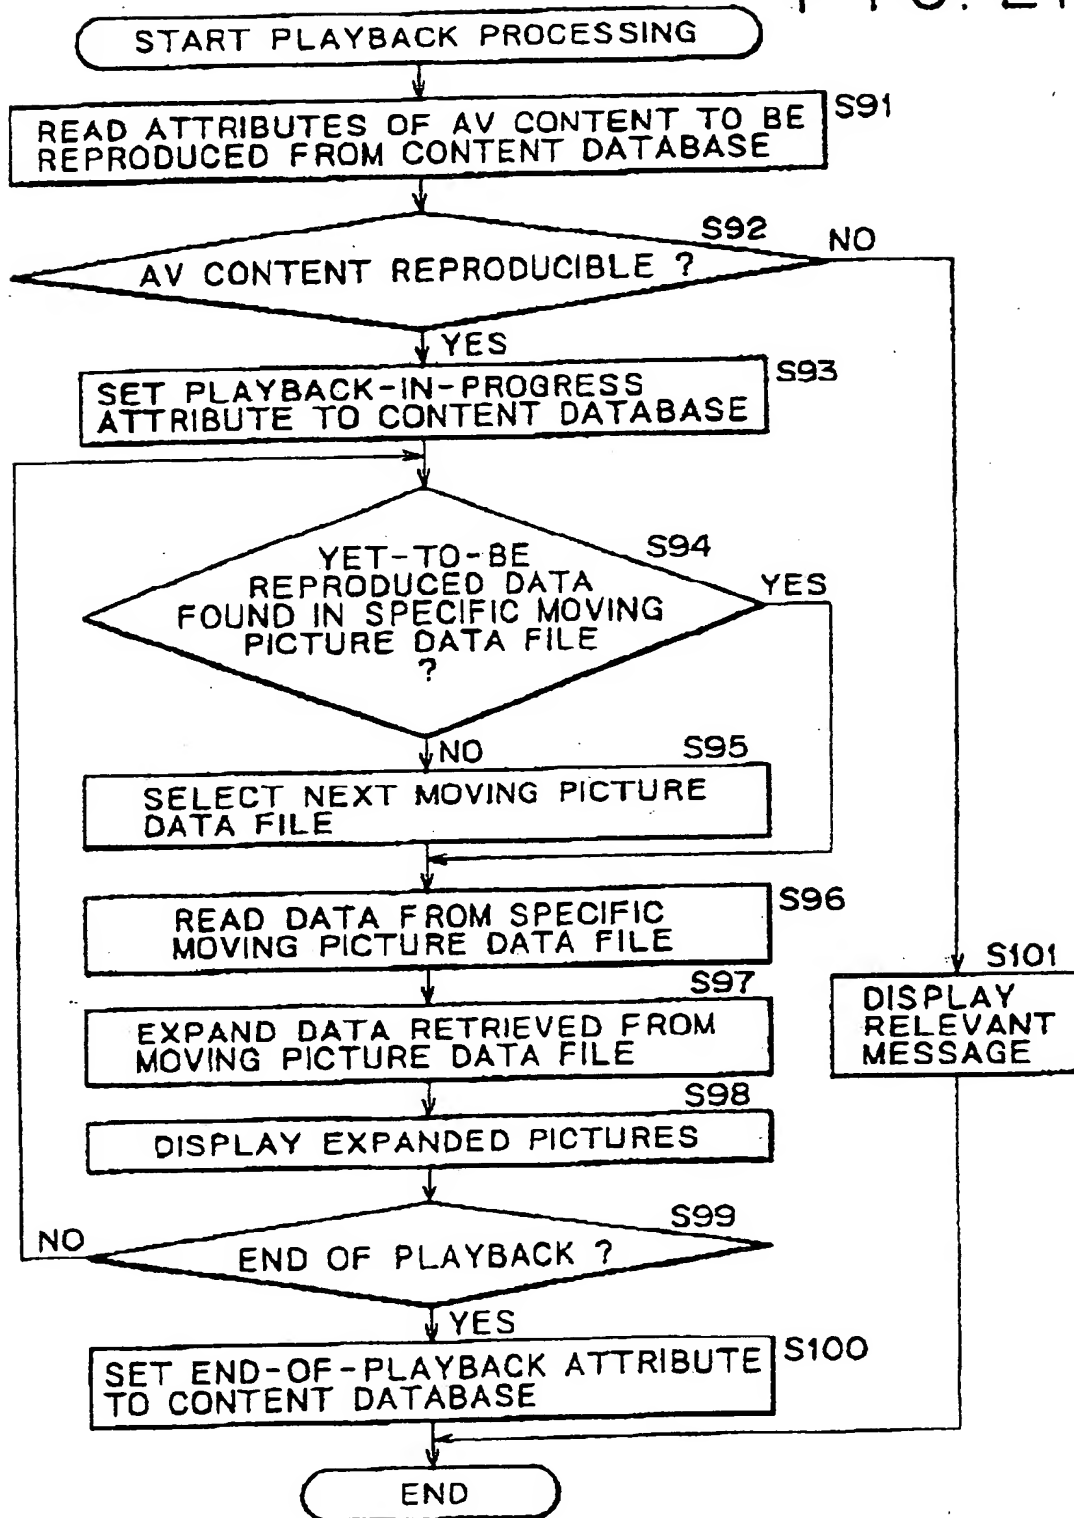 FIG. 21
START PLAYBACK PROCESSING
S91
READ ATTRIBUTES OF AV CONTENT TO BE
REPRODUCED FROM CONTENT DATABASE
S92
NO
AV CONTENT REPRODUCIBLE ?
YES
S93
SET PLAYBACK-IN-PROGRESS
ATTRIBUTE TO CONTENT DATABASE
S94
YET-TO-BE
REPRODUCED DATA
YES
FOUND IN SPECIFIC MOVING
PICTURE DATA FILE
?
NO
S95
SELECT NEXT MOVING PICTURE
DATA FILE
S96
READ DATA FROM SPECIFIC
MOVING PICTURE DATA FILE
S101
DISPLAY
RELEVANT
MESSAGE
S97
EXPAND DATA RETRIEVED FROM
MOVING PICTURE DATA FILE
S98
DISPLAY EXPANDED PICTURES
S99
NO
END OF PLAYBACK ?
YES
S100
SET END-OF-PLAYBACK ATTRIBUTE
TO CONTENT DATABASE
END